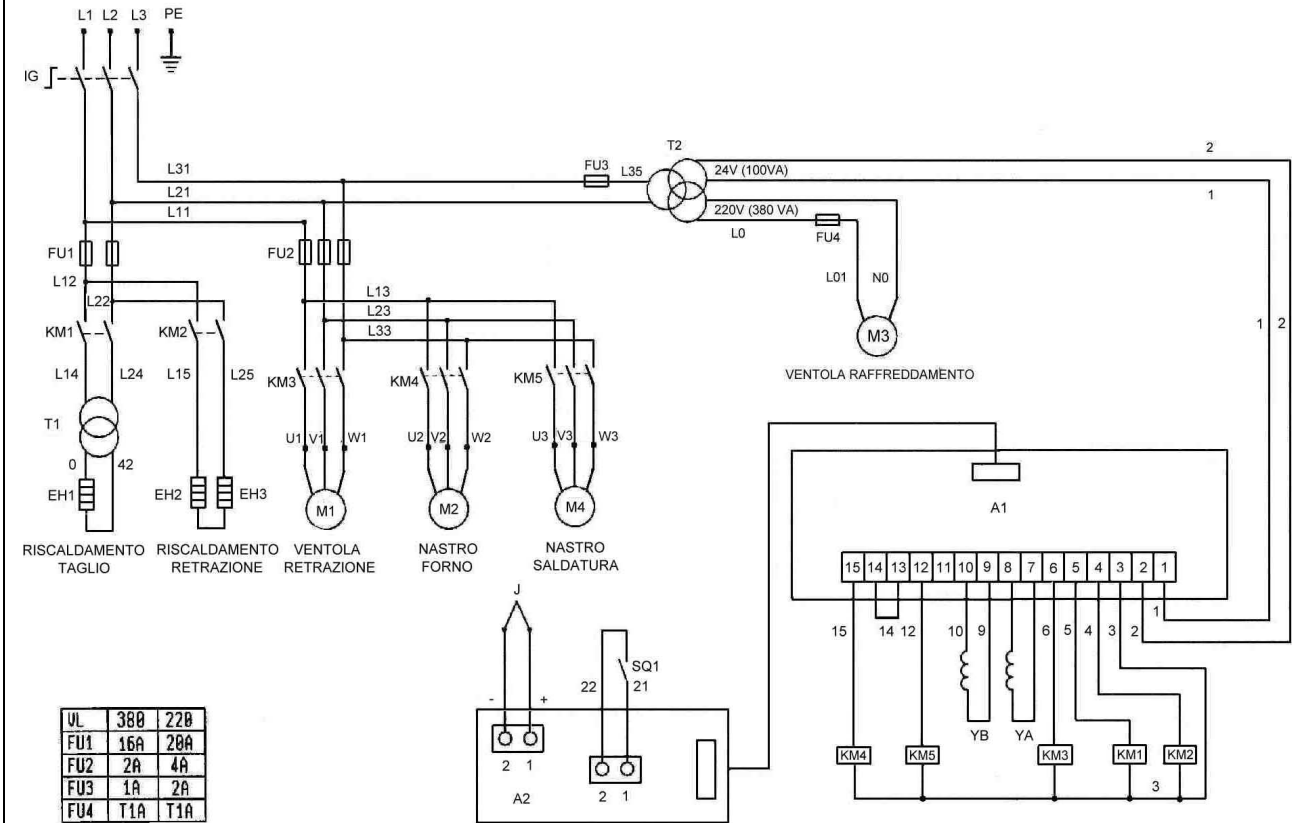 L1 L2 L3 PE
IG
T2
2
L31
FU3
L35
24V (100VA)
L21
1
L11
220V (380 VA)
L0
FU4
FU1
FU2
L01
N0
L12
L13
L22
L23
1
2
KM1
KM2
L33
M3
VENTOLA RAFFREDDAMENTO
L14
L24
L15
L25
KM3
KM4
KM5
T1
U1 V1 W1
U2 V2 W2
U3 V3 W3
0
42
EH1
EH2
EH3
M1
M2
M4
A1
RISCALDAMENTO
TAGLIO
RISCALDAMENTO
RETRAZIONE
VENTOLA
RETRAZIONE
NASTRO
FORNO
NASTRO
SALDATURA
15 14 13 12 11 10 9 8 7 6 5 4 3 2 1
J
1
15
14
12
10
9
6
5
4
3
2
SQ1
22
21
-
+
YB
YA
2 1
2 1
A2
KM4
KM5
KM3
KM1
KM2
3
VL 380 220
FU1 16A 20A
FU2 2A 4A
FU3 1A 2A
FU4 T1A T1A